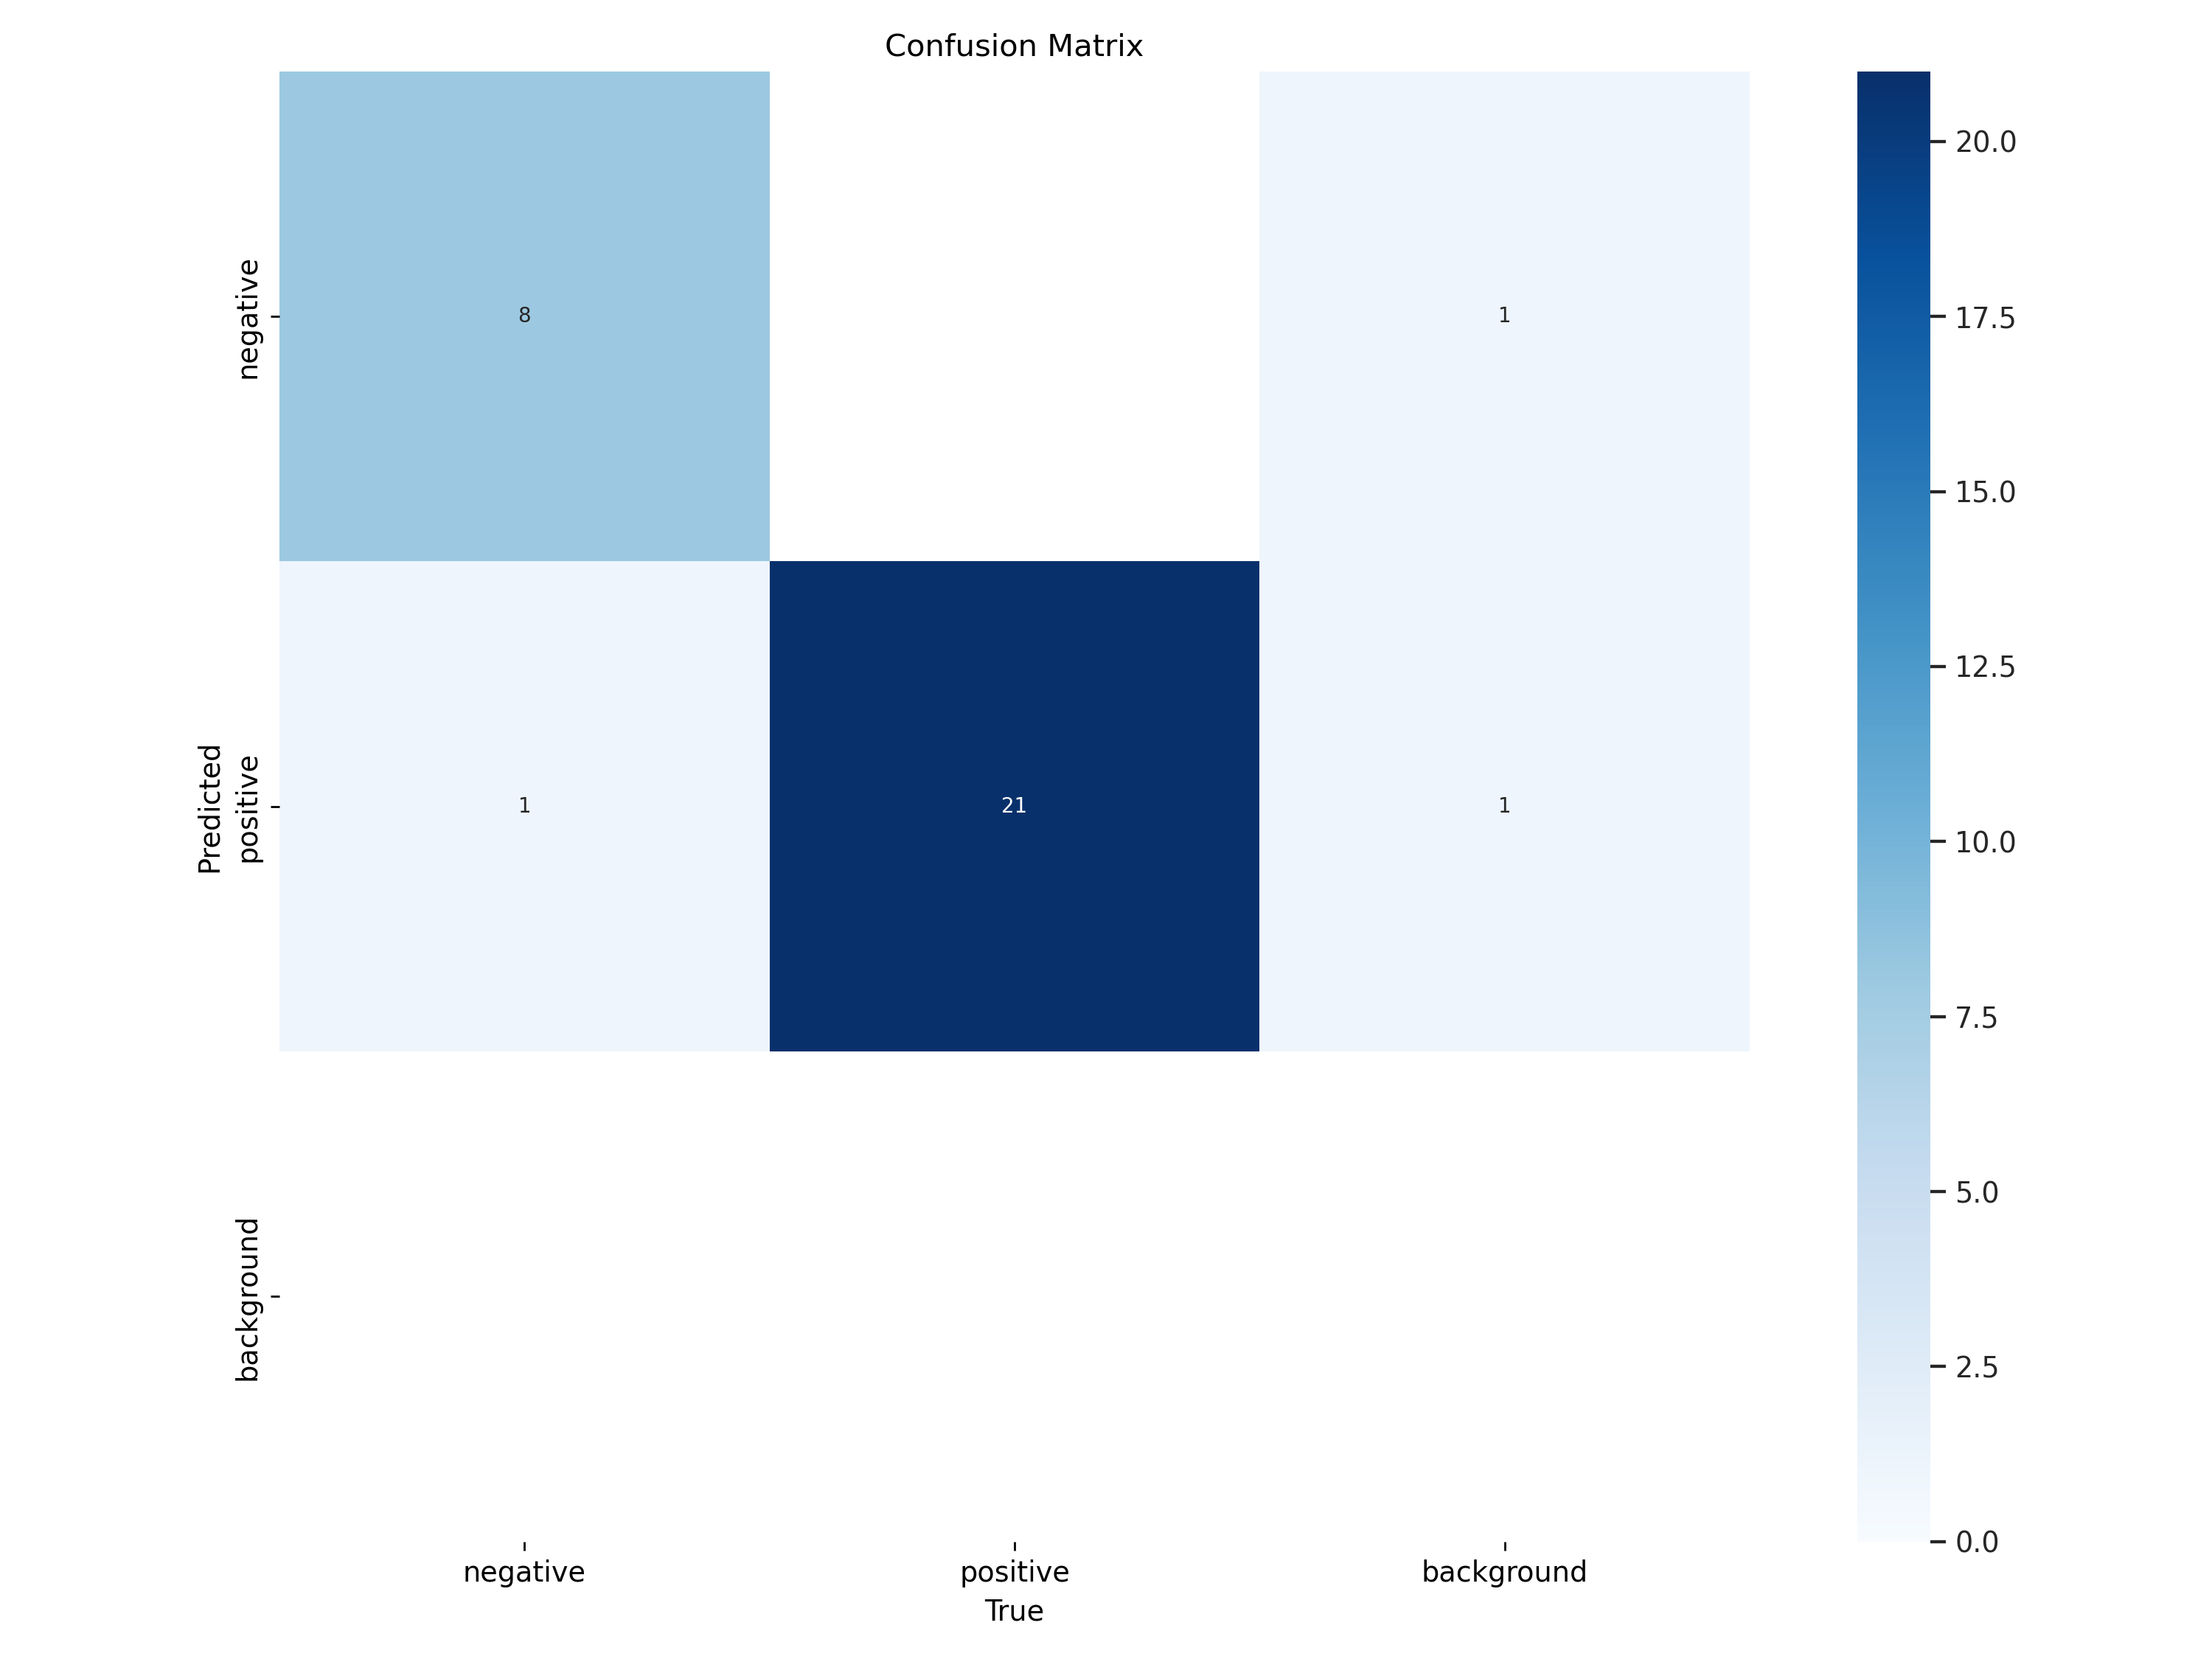 Confusion Matrix
negative
8
1
Predicted
positive
1
21
1
background
negative
positive
background
True
20.0
17.5
15.0
12.5
10.0
7.5
5.0
2.5
0.0